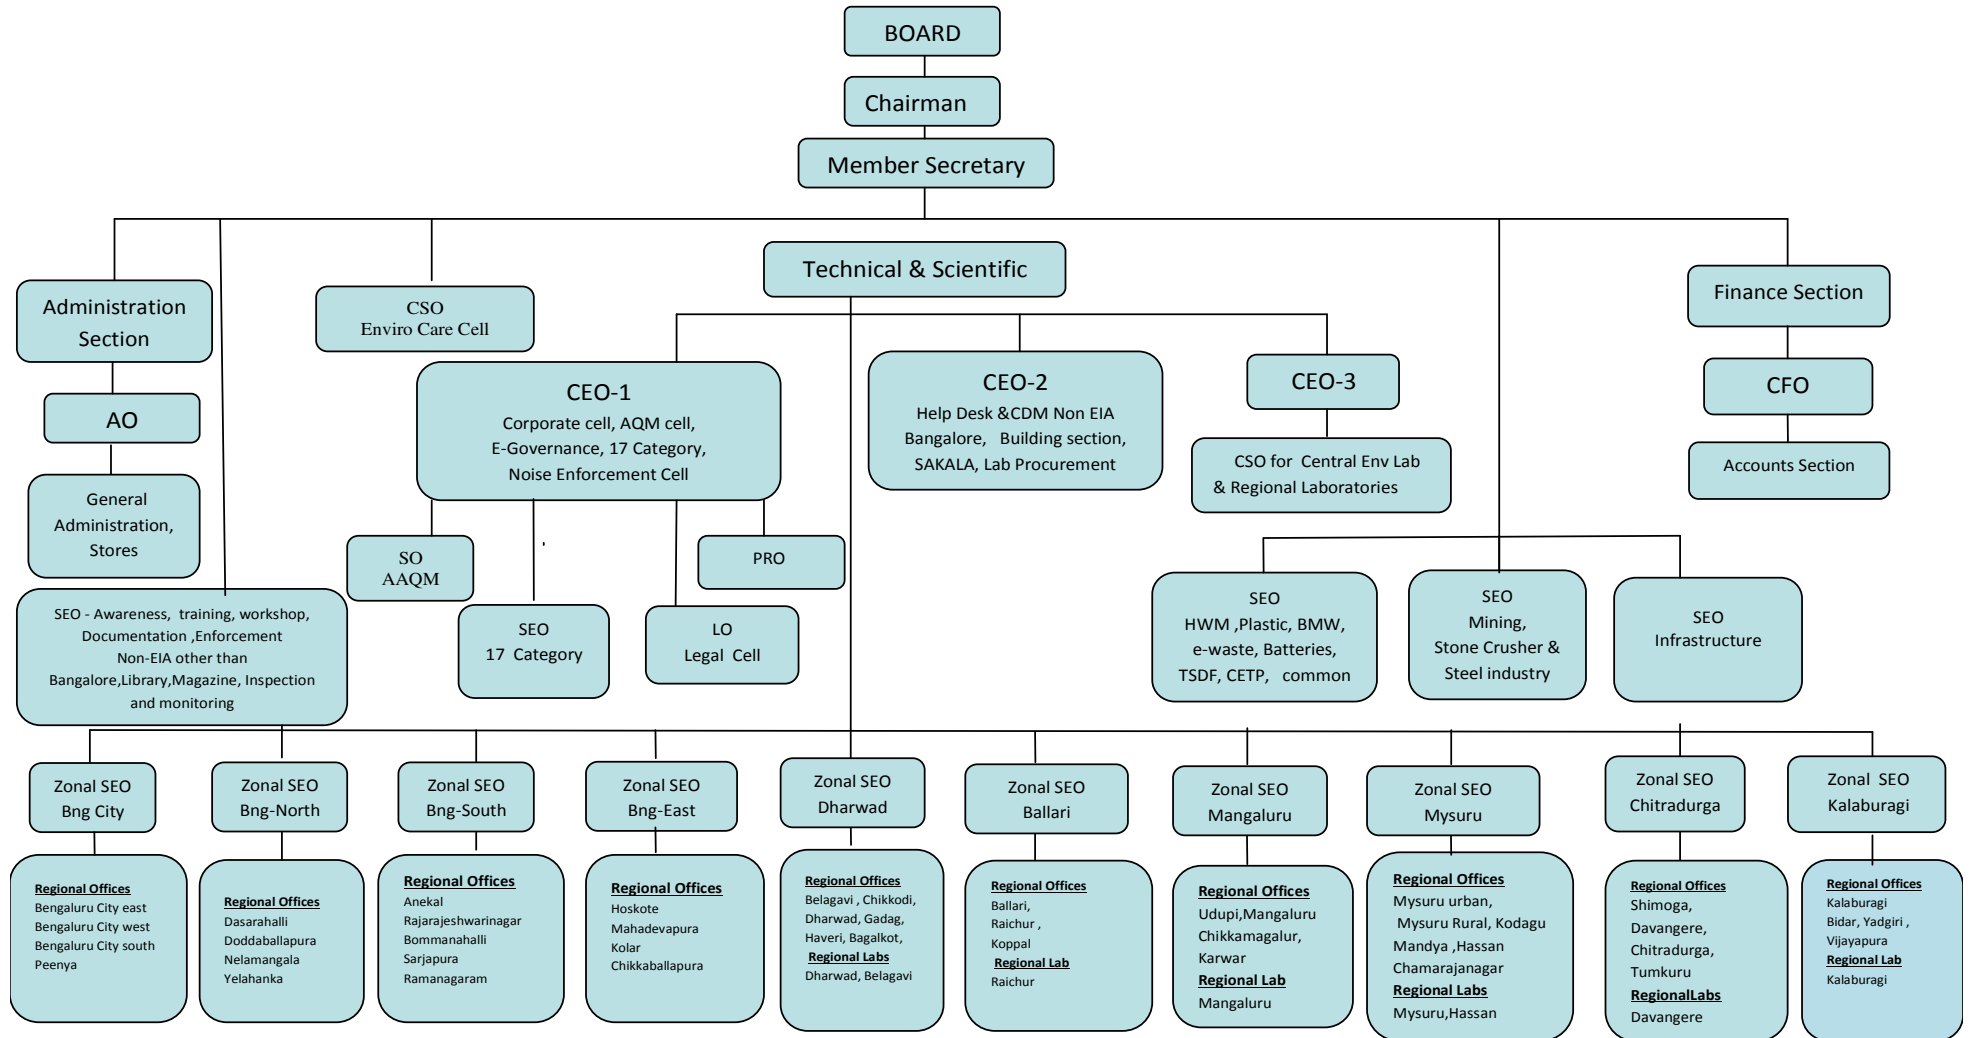 BOARD
Chairman
Member Secretary
Technical & Scientific
Administration
Section
CSO
Enviro Care Cell
Finance Section
AO
CEO-1
Corporate cell, AQM cell,
E-Governance, 17 Category,
Noise Enforcement Cell
CEO-2
Help Desk &CDM Non EIA
Bangalore, Building section,
SAKALA, Lab Procurement
CEO-3
CSO for Central Env Lab
& Regional Laboratories
CFO
Accounts Section
General
Administration,
Stores
SO
AAQM
PRO
SEO - Awareness, training, workshop,
Documentation ,Enforcement
Non-EIA other than
Bangalore,Library,Magazine, Inspection
and monitoring
SEO
17 Category
LO
Legal Cell
SEO
HWM ,Plastic, BMW,
e-waste, Batteries,
TSDF, CETP, common
SEO
Mining,
Stone Crusher &
Steel industry
SEO
Infrastructure
Zonal SEO
Bng City
Zonal SEO
Bng-North
Zonal SEO
Bng-South
Zonal SEO
Bng-East
Zonal SEO
Dharwad
Zonal SEO
Ballari
Zonal SEO
Mangaluru
Zonal SEO
Mysuru
Zonal SEO
Chitradurga
Zonal SEO
Kalaburagi
Regional Offices
Bengaluru City east
Bengaluru City west
Bengaluru City south
Peenya
Regional Offices
Dasarahalli
Doddaballapura
Nelamangala
Yelahanka
Regional Offices
Anekal
Rajarajeshwarinagar
Bommanahalli
Sarjapura
Ramanagaram
Regional Offices
Hoskote
Mahadevapura
Kolar
Chikkaballapura
Regional Offices
Belagavi , Chikkodi,
Dharwad, Gadag,
Haveri, Bagalkot,
Regional Labs
Dharwad, Belagavi
Regional Offices
Ballari,
Raichur ,
Koppal
Regional Lab
Raichur
Regional Offices
Udupi,Mangaluru
Chikkamagalur,
Karwar
Regional Lab
Mangaluru
Regional Offices
Mysuru urban,
Mysuru Rural, Kodagu
Mandya ,Hassan
Chamarajanagar
Regional Labs
Mysuru,Hassan
Regional Offices
Shimoga,
Davangere,
Chitradurga,
Tumkuru
RegionalLabs
Davangere
Regional Offices
Kalaburagi
Bidar, Yadgiri ,
Vijayapura
Regional Lab
Kalaburagi